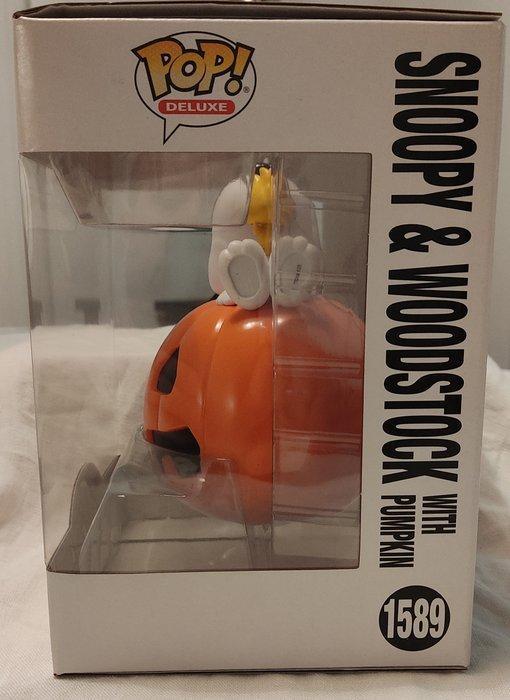 POP!
DELUXE
SNOOPY & WOODSTOCK
WITH
PUMPKIN
1589